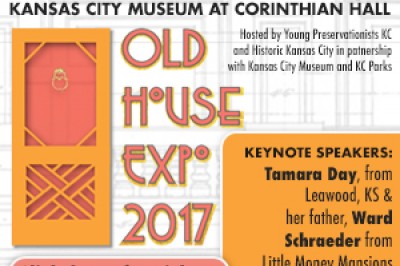 KANSAS CITY MUSEUM AT CORINTHIAN HALL
Hosted by Young Preservationists KC
and Historic Kansas City in patnership
with Kansas City Museum and KC Parks
OLD
HOUSE
EXPO
2017
KEYNOTE SPEAKERS:
Tamara Day, from
Leawood, KS &
her father, Ward
Schraeder from
Little Money Mansions